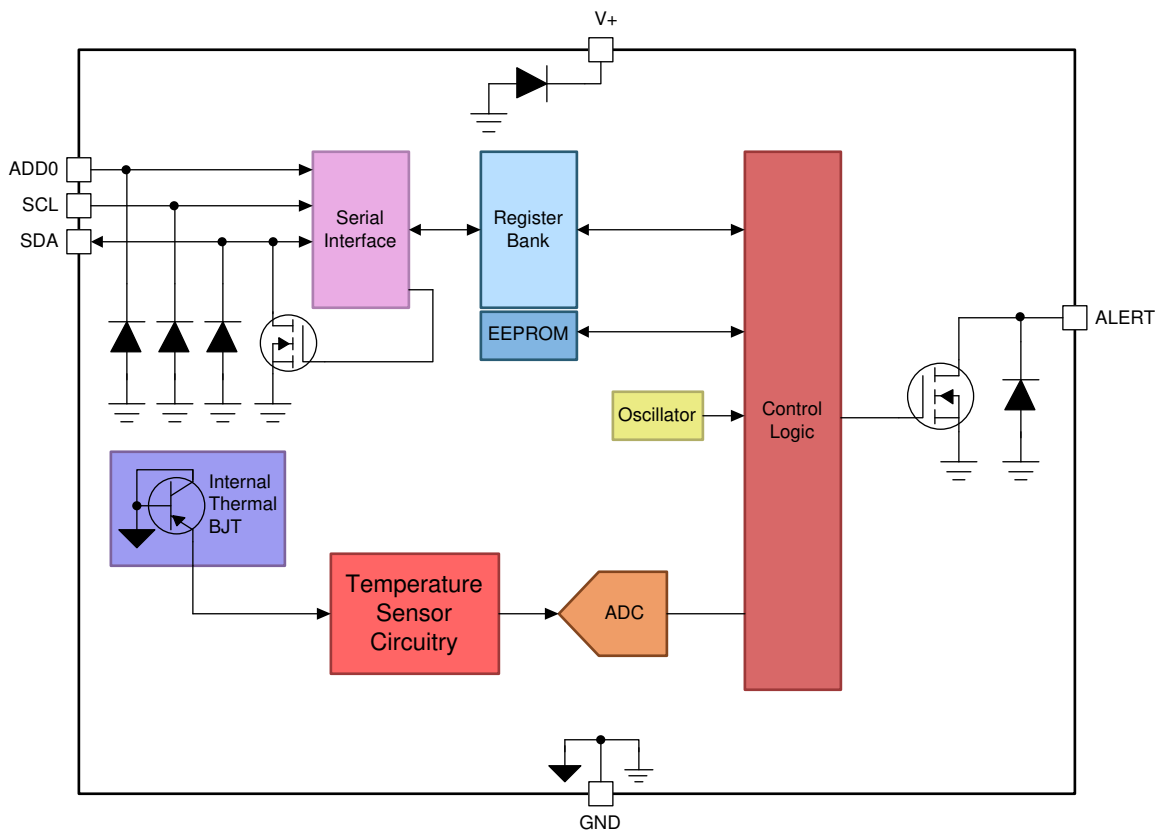 V+
ADD0
SCL
SDA
Serial
Interface
Register
Bank
EEPROM
ALERT
Oscillator
Control
Logic
Internal
Thermal
BJT
Temperature
Sensor
Circuitry
ADC
GND